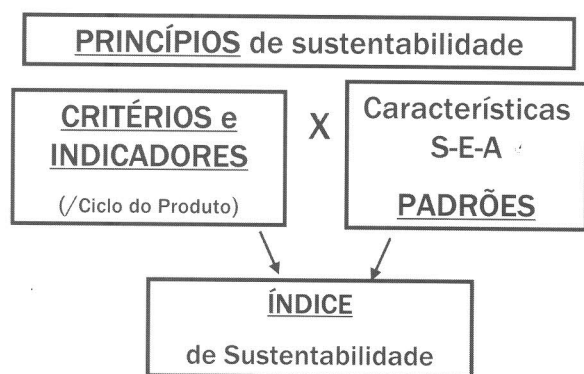 PRINCÍPIOS de sustentabilidade
CRITÉRIOS e
INDICADORES
(/Ciclo do Produto)
X
Características
S-E-A
PADRÕES
ÍNDICE
de Sustentabilidade